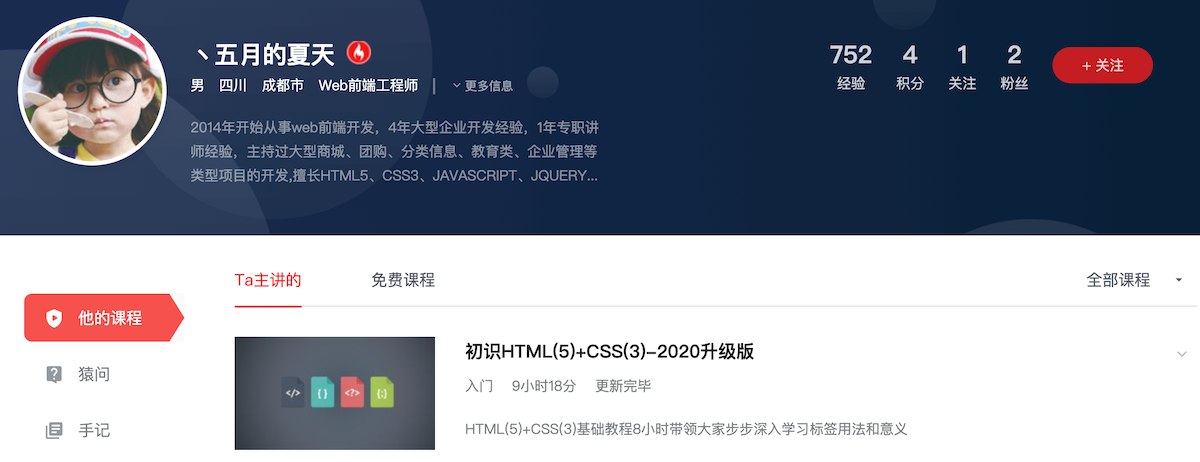 丶五月的夏天
752 4 1 2
+ 关注
男 四川 成都市 Web前端工程师 | 更多信息
经验 积分 关注 粉丝
2014年开始从事web前端开发，4年大型企业开发经验，1年专职讲
师经验，主持过大型商城、团购、分类信息、教育类、企业管理等
类型项目的开发,擅长HTML5、CSS3、JAVASCRIPT、JQUERY...
Ta主讲的 免费课程 全部课程
他的课程
猿问
手记
</> { } <?> {;}
初识HTML(5)+CSS(3)-2020升级版
入门 9小时18分 更新完毕
HTML(5)+CSS(3)基础教程8小时带领大家步步深入学习标签用法和意义